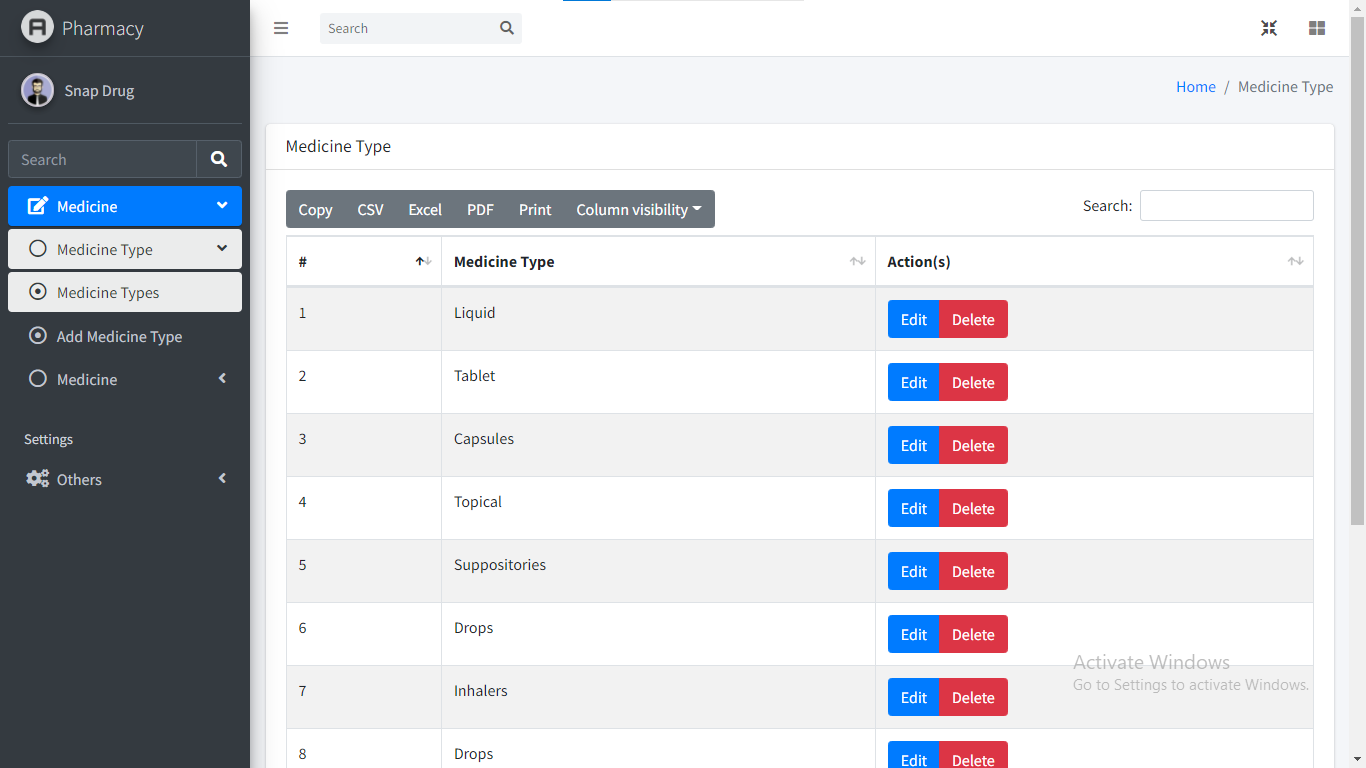 Pharmacy
Search
Snap Drug
Home / Medicine Type
Search
Medicine
Medicine Type
Medicine Types
Add Medicine Type
Medicine
Settings
Others
Medicine Type
Copy CSV Excel PDF Print Column visibility
Search:
# Medicine Type Action(s)
1 Liquid Edit Delete
2 Tablet Edit Delete
3 Capsules Edit Delete
4 Topical Edit Delete
5 Suppositories Edit Delete
6 Drops Edit Delete
7 Inhalers Edit Delete
8 Drops Edit Delete
Activate Windows
Go to Settings to activate Windows.